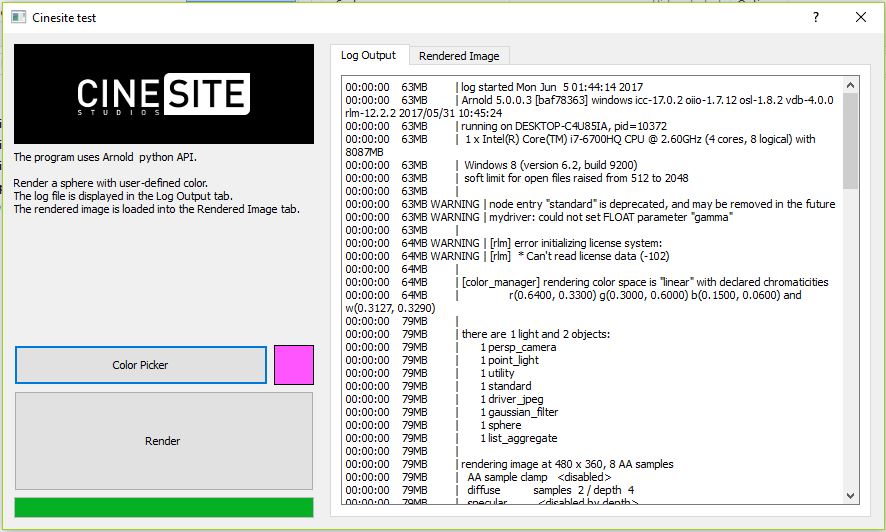 Cinesite test
CINESITE
STUDIOS
The program uses Arnold python API.
Render a sphere with user-defined color.
The log file is displayed in the Log Output tab.
The rendered image is loaded into the Rendered Image tab.
Color Picker
Render
Log Output Rendered Image
00:00:00 63MB | log started Mon Jun 5 01:44:14 2017
00:00:00 63MB | Arnold 5.0.0.3 [baf78363] windows icc-17.0.2 oiio-1.7.12 osl-1.8.2 vdb-4.0.0
rlm-12.2.2 2017/05/31 10:45:24
00:00:00 63MB | running on DESKTOP-C4U85IA, pid=10372
00:00:00 63MB | 1 x Intel(R) Core(TM) i7-6700HQ CPU @ 2.60GHz (4 cores, 8 logical) with
8087MB
00:00:00 63MB | Windows 8 (version 6.2, build 9200)
00:00:00 63MB | soft limit for open files raised from 512 to 2048
00:00:00 63MB |
00:00:00 63MB WARNING | node entry "standard" is deprecated, and may be removed in the future
00:00:00 63MB WARNING | mydriver: could not set FLOAT parameter "gamma"
00:00:00 63MB |
00:00:00 64MB WARNING | [rlm] error initializing license system:
00:00:00 64MB WARNING | [rlm] * Can't read license data (-102)
00:00:00 64MB |
00:00:00 64MB | [color_manager] rendering color space is "linear" with declared chromaticities
00:00:00 64MB | r(0.6400, 0.3300) g(0.3000, 0.6000) b(0.1500, 0.0600) and
w(0.3127, 0.3290)
00:00:00 79MB |
00:00:00 79MB | there are 1 light and 2 objects:
00:00:00 79MB | 1 persp_camera
00:00:00 79MB | 1 point_light
00:00:00 79MB | 1 utility
00:00:00 79MB | 1 standard
00:00:00 79MB | 1 driver_jpeg
00:00:00 79MB | 1 gaussian_filter
00:00:00 79MB | 1 sphere
00:00:00 79MB | 1 list_aggregate
00:00:00 79MB |
00:00:00 79MB | rendering image at 480 x 360, 8 AA samples
00:00:00 79MB | AA sample clamp <disabled>
00:00:00 79MB | diffuse samples 2 / depth 4
00:00:00 79MB | specular <disabled by depth>